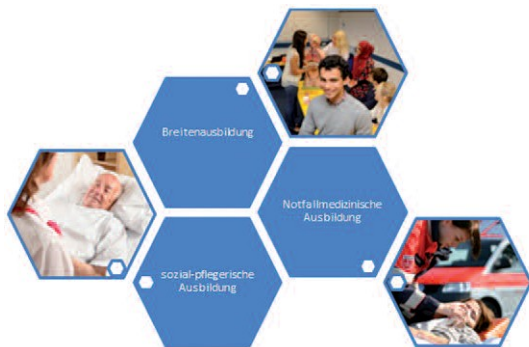 Breitenausbildung
Notfallmedizinische
Ausbildung
sozial-pflegerische
Ausbildung